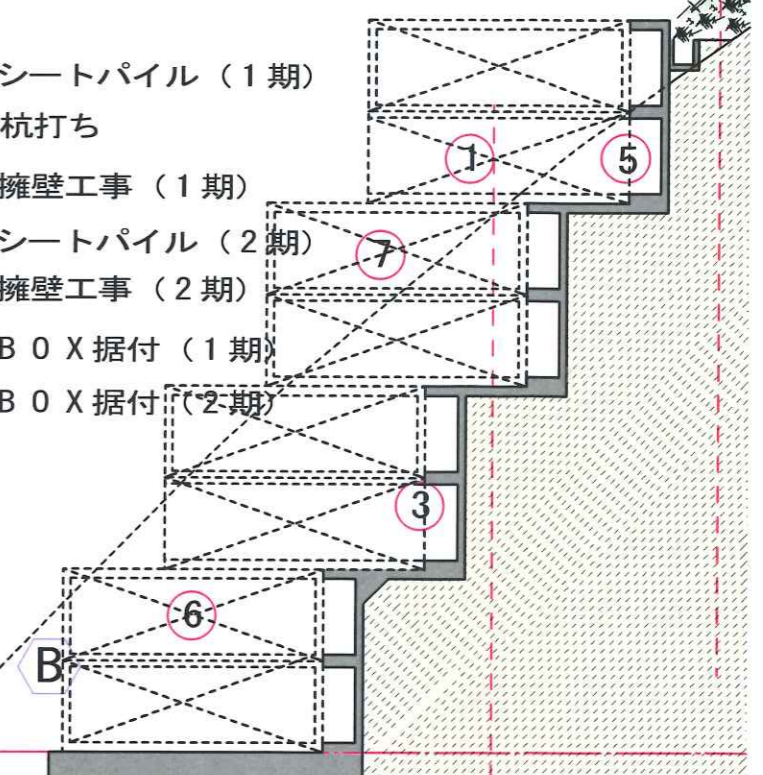 シートパイル（1期）
杭打ち
擁壁工事（1期）
シートパイル（2期）
擁壁工事（2期）
BOX据付（1期）
BOX据付（2期）
①
⑤
⑦
③
⑥
B